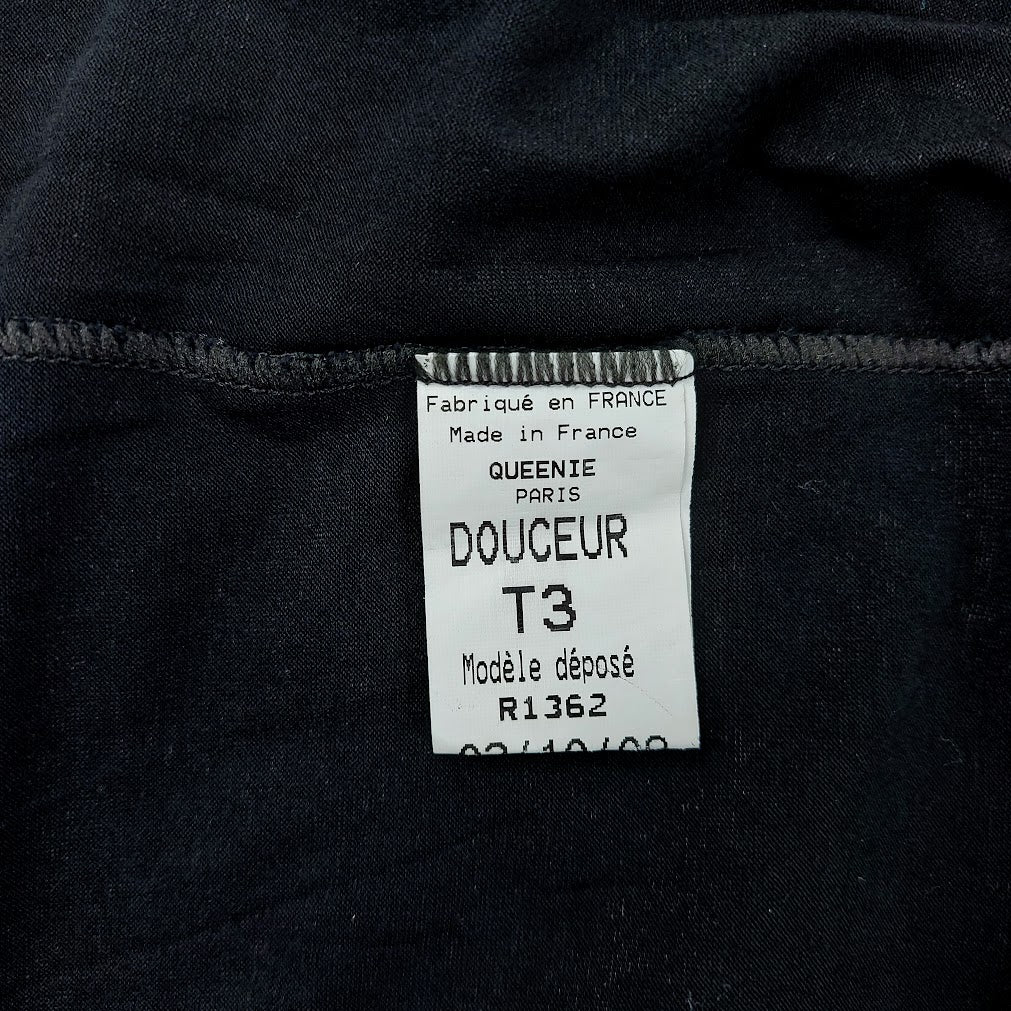 Fabriqué en FRANCE
Made in France
QUEENIE
PARIS
DOUCEUR
T3
Modèle déposé
R1362